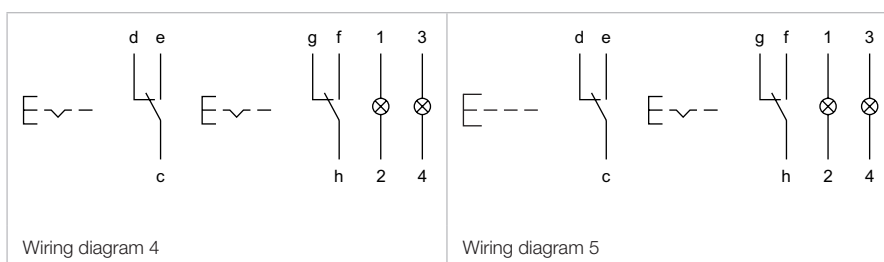 d e g f 1 3 d e g f 1 3
c h 2 4 c h 2 4
Wiring diagram 4 Wiring diagram 5